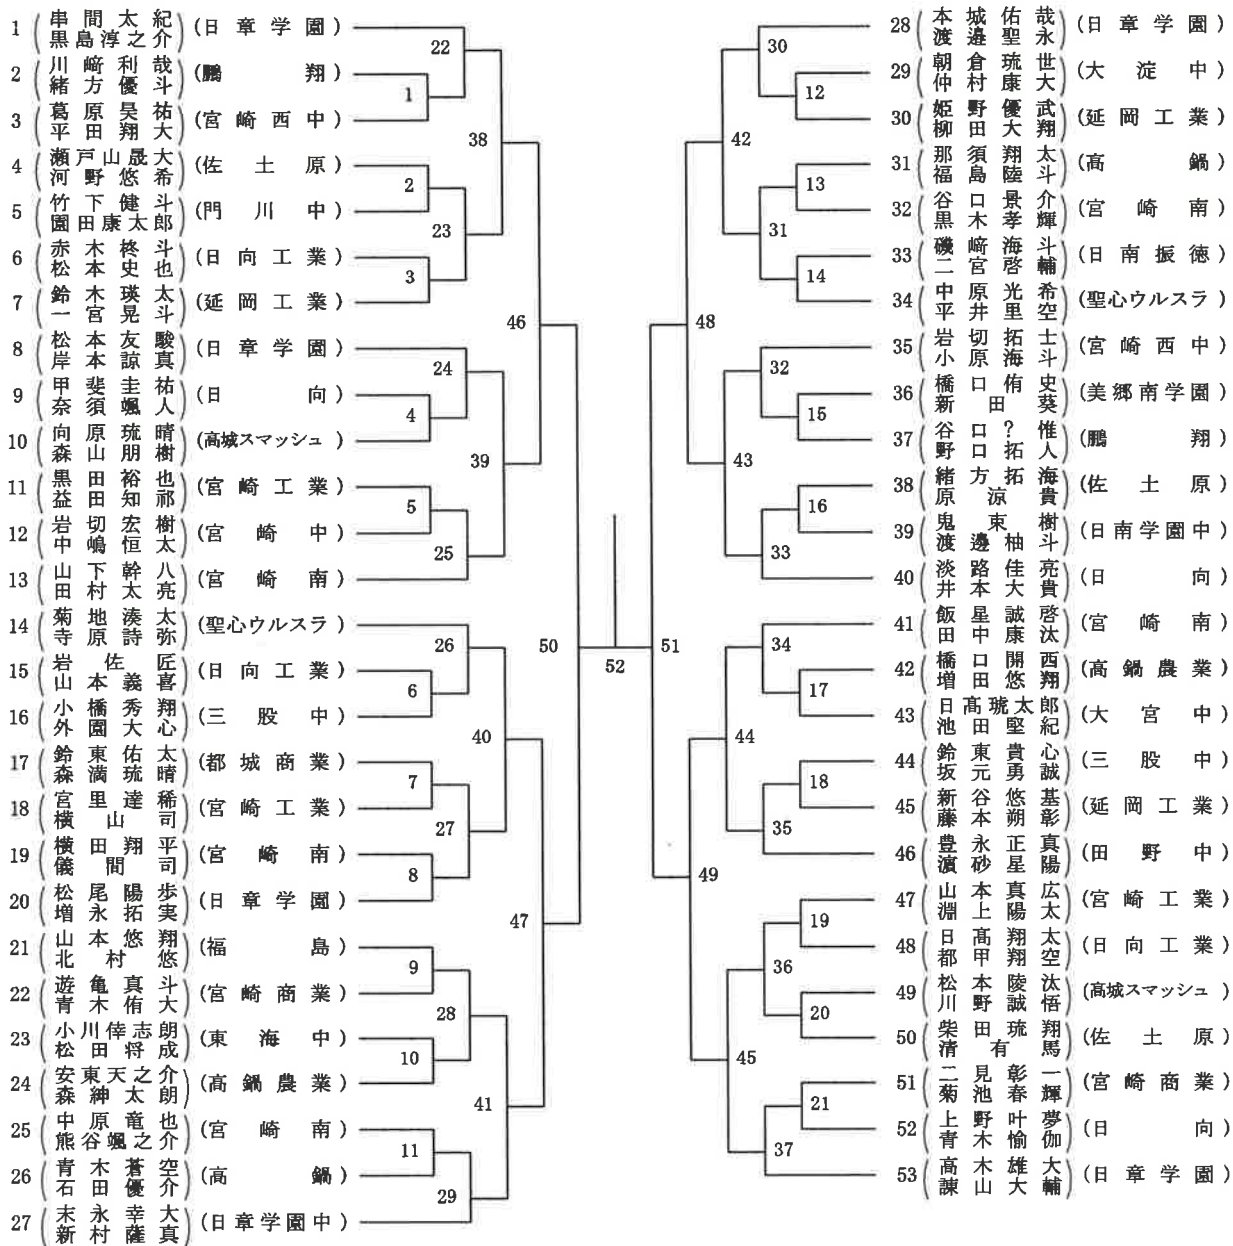 1 串間太紀 黒島淳之介 (日章学園)
2 川﨑利哉 緒方優斗 (鵬翔)
3 葛原昊祐 平田翔大 (宮崎西中)
4 瀬戸山晟大 河野悠希 (佐土原)
5 竹下健斗 園田康太郎 (門川中)
6 赤木柊斗 松本史也 (日向工業)
7 鈴木瑛太 一宮晃斗 (延岡工業)
8 松本友駿 岸本諒真 (日章学園)
9 甲斐圭祐 奈須颯人 (日向)
10 向原琉晴 森山朋樹 (高城スマッシュ)
11 黒田裕也 益田知祁 (宮崎工業)
12 岩切宏樹 中嶋恒太 (宮崎中)
13 山下幹八 田村太亮 (宮崎南)
14 菊地湊太 寺原詩弥 (聖心ウルスラ)
15 岩佐匠 山本義喜 (日向工業)
16 小橋秀翔 外園大心 (三股中)
17 鈴東佑太 森満琉晴 (都城商業)
18 宮里達稀 横山司 (宮崎工業)
19 横田翔平 儀間司 (宮崎南)
20 松尾陽歩 増永拓実 (日章学園)
21 山本悠翔 北村悠 (福島)
22 遊亀真斗 青木侑大 (宮崎商業)
23 小川倖志朗 松田将成 (東海中)
24 安東天之介 森紳太朗 (高鍋農業)
25 中原竜也 熊谷颯之介 (宮崎南)
26 青木蒼空 石田優介 (高鍋)
27 末永幸大 新村薩真 (日章学園中)
22
1
38
2
23
3
46
24
4
39
5
25
26
50
6
40
7
27
8
47
9
28
10
41
11
29
52
30
12
42
13
31
14
48
32
15
43
16
33
51
34
17
44
18
35
49
19
36
20
45
21
37
28 本城佑哉 渡邉聖永 (日章学園)
29 朝倉琉世 仲村康大 (大淀中)
30 姫野優武 柳田大翔 (延岡工業)
31 那須翔太 福島陸斗 (高鍋)
32 谷口景介 黒木孝輝 (宮崎南)
33 磯﨑海斗 二宮啓輔 (日南振徳)
34 中原光希 平井里空 (聖心ウルスラ)
35 岩切拓士 小原海斗 (宮崎西中)
36 橋口侑史 新田葵 (美郷南学園)
37 谷口?惟 野口拓人 (鵬翔)
38 緒方拓海 原涼貴 (佐土原)
39 鬼束樹 渡邊柚斗 (日南学園中)
40 淡路佳亮 井本大貴 (日向)
41 飯星誠啓 田中康汰 (宮崎南)
42 橋口開西 増田悠翔 (高鍋農業)
43 日髙琥太郎 池田堅紀 (大宮中)
44 鈴東貴心 坂元勇誠 (三股中)
45 新谷悠基 藤本朔彰 (延岡工業)
46 豊永正真 濵砂星陽 (田野中)
47 山本真広 淵上陽太 (宮崎工業)
48 日髙翔太 都甲翔空 (日向工業)
49 松本陵汰 川野誠悟 (高城スマッシュ)
50 柴田琉翔 清有馬 (佐土原)
51 二見彰一 菊池春輝 (宮崎商業)
52 上野叶夢 青木愉伽 (日向)
53 高木雄大 諫山大輔 (日章学園)